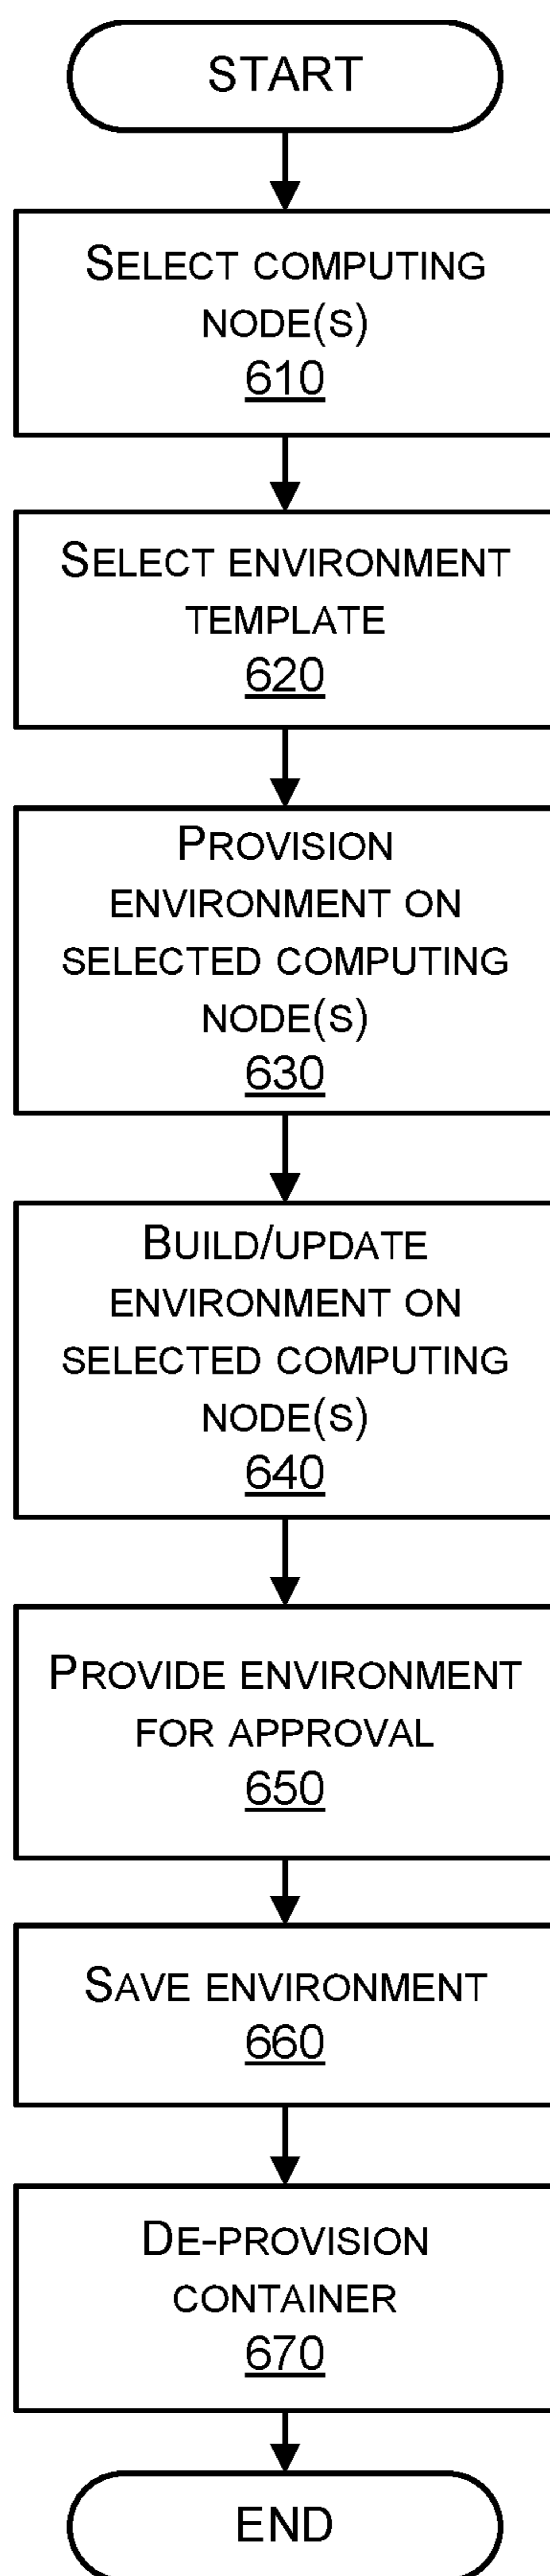 START
SELECT COMPUTING
NODE(S)
610
SELECT ENVIRONMENT
TEMPLATE
620
PROVISION
ENVIRONMENT ON
SELECTED COMPUTING
NODE(S)
630
BUILD/UPDATE
ENVIRONMENT ON
SELECTED COMPUTING
NODE(S)
640
PROVIDE ENVIRONMENT
FOR APPROVAL
650
SAVE ENVIRONMENT
660
DE-PROVISION
CONTAINER
670
END